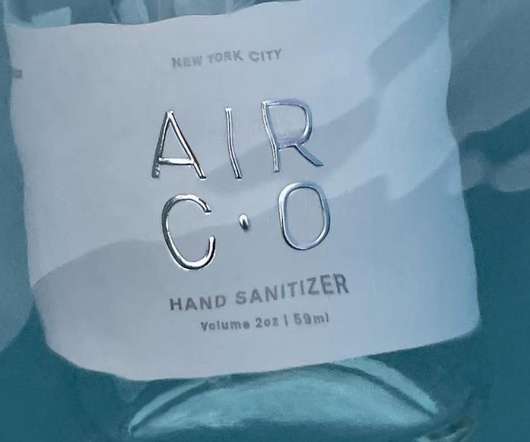 NEW YORK CITY
AIR
C·O
HAND SANITIZER
Volume 2oz | 59ml